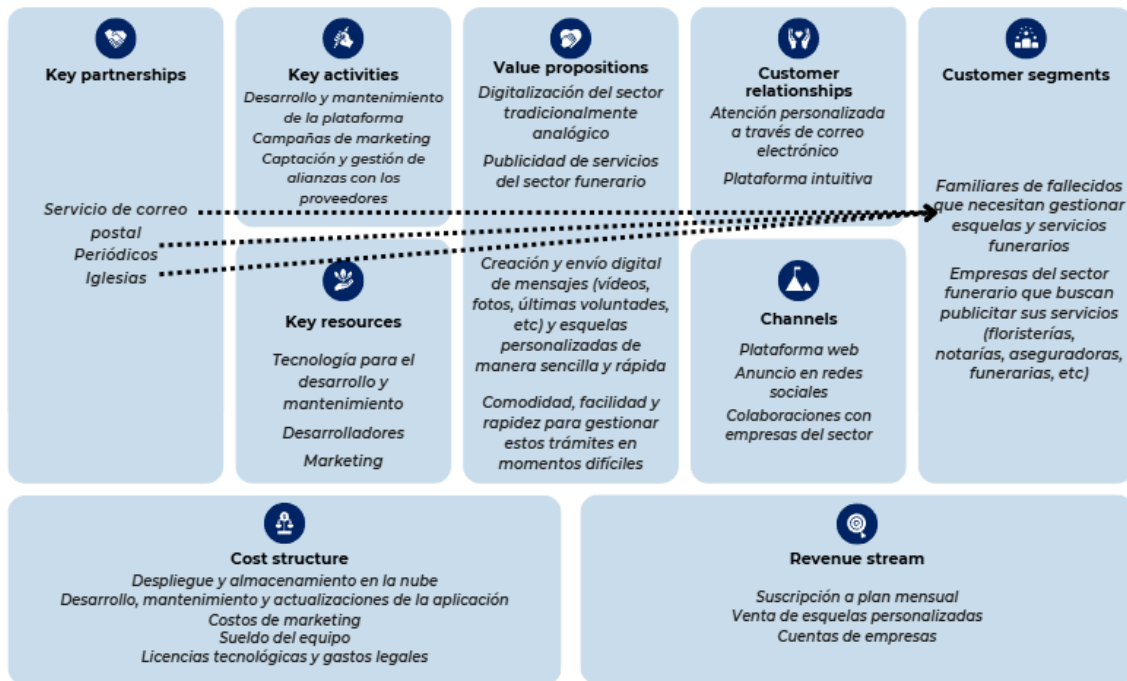 Key partnerships
Servicio de correo
postal
Periódicos
Iglesias
Key activities
Desarrollo y mantenimiento
de la plataforma
Campañas de marketing
Captación y gestión de
alianzas con los
proveedores
Key resources
Tecnología para el
desarrollo y
mantenimiento
Desarrolladores
Marketing
Value propositions
Digitalización del sector
tradicionalmente
analógico
Publicidad de servicios
del sector funerario
Creación y envío digital
de mensajes (vídeos,
fotos, últimas voluntades,
etc) y esquelas
personalizadas de
manera sencilla y rápida
Comodidad, facilidad y
rapidez para gestionar
estos trámites en
momentos difíciles
Customer
relationships
Atención personalizada
a través de correo
electrónico
Plataforma intuitiva
Channels
Plataforma web
Anuncio en redes
sociales
Colaboraciones con
empresas del sector
Customer segments
Familiares de fallecidos
que necesitan gestionar
esquelas y servicios
funerarios
Empresas del sector
funerario que buscan
publicitar sus servicios
(floristerías,
notarías, aseguradoras,
funerarias, etc)
Cost structure
Despliegue y almacenamiento en la nube
Desarrollo, mantenimiento y actualizaciones de la aplicación
Costos de marketing
Sueldo del equipo
Licencias tecnológicas y gastos legales
Revenue stream
Suscripción a plan mensual
Venta de esquelas personalizadas
Cuentas de empresas